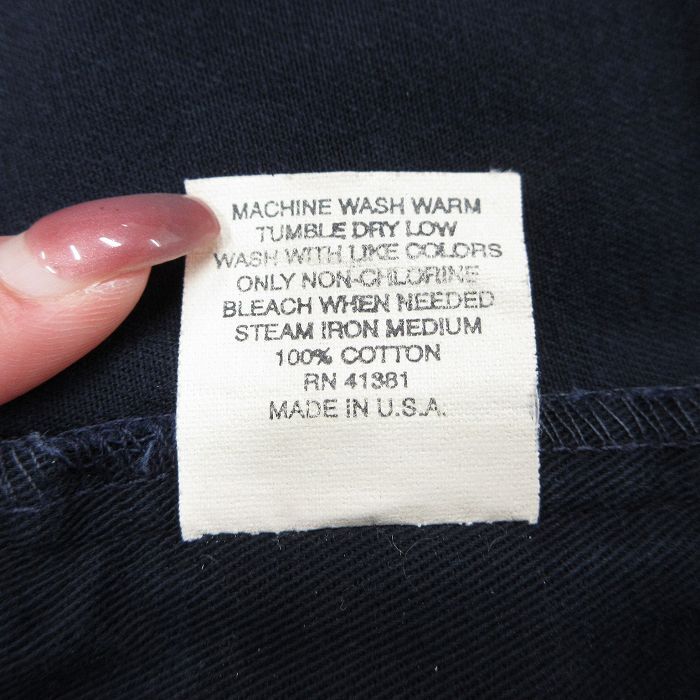 MACHINE WASH WARM
TUMBLE DRY LOW
WASH WITH LIKE COLORS
ONLY NON-CHLORINE
BLEACH WHEN NEEDED
STEAM IRON MEDIUM
100% COTTON
RN 41381
MADE IN U.S.A.